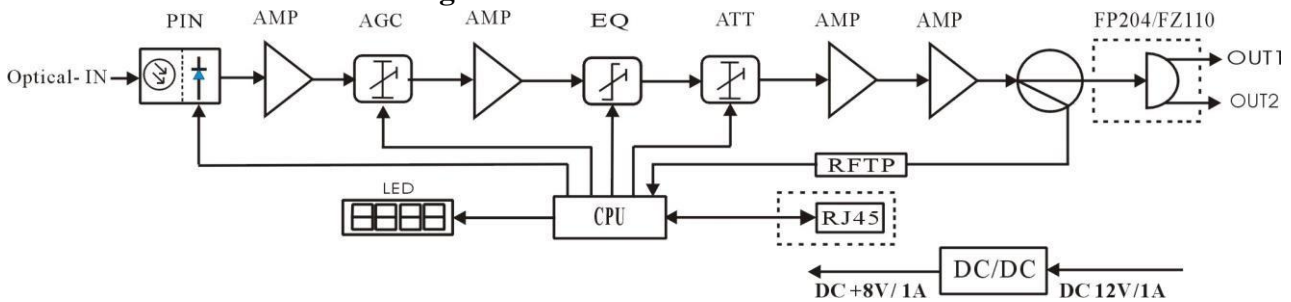 PIN AMP AGC AMP EQ ATT AMP AMP FP204/FZ110
Optical- IN
OUT1
OUT2
RFTP
LED
CPU
RJ45
DC/DC
DC +8V/ 1A
DC 12V/1A